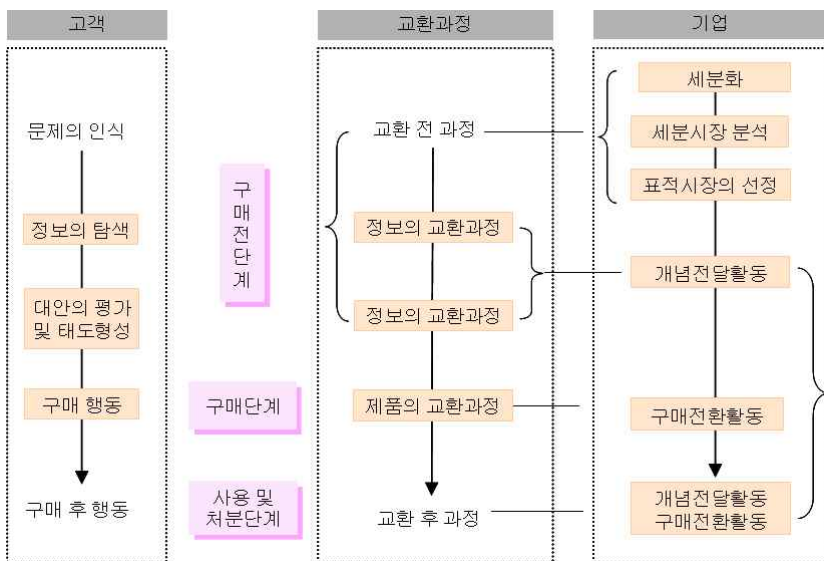 고객
교환과정
기업
문제의 인식
정보의 탐색
대안의 평가
및 태도형성
구매 행동
구매 후 행동
구
매
전
단
계
구매단계
사용 및
처분단계
교환 전 과정
정보의 교환과정
정보의 교환과정
제품의 교환과정
교환 후 과정
세분화
세분시장 분석
표적시장의 선정
개념전달활동
구매전환활동
개념전달활동
구매전환활동